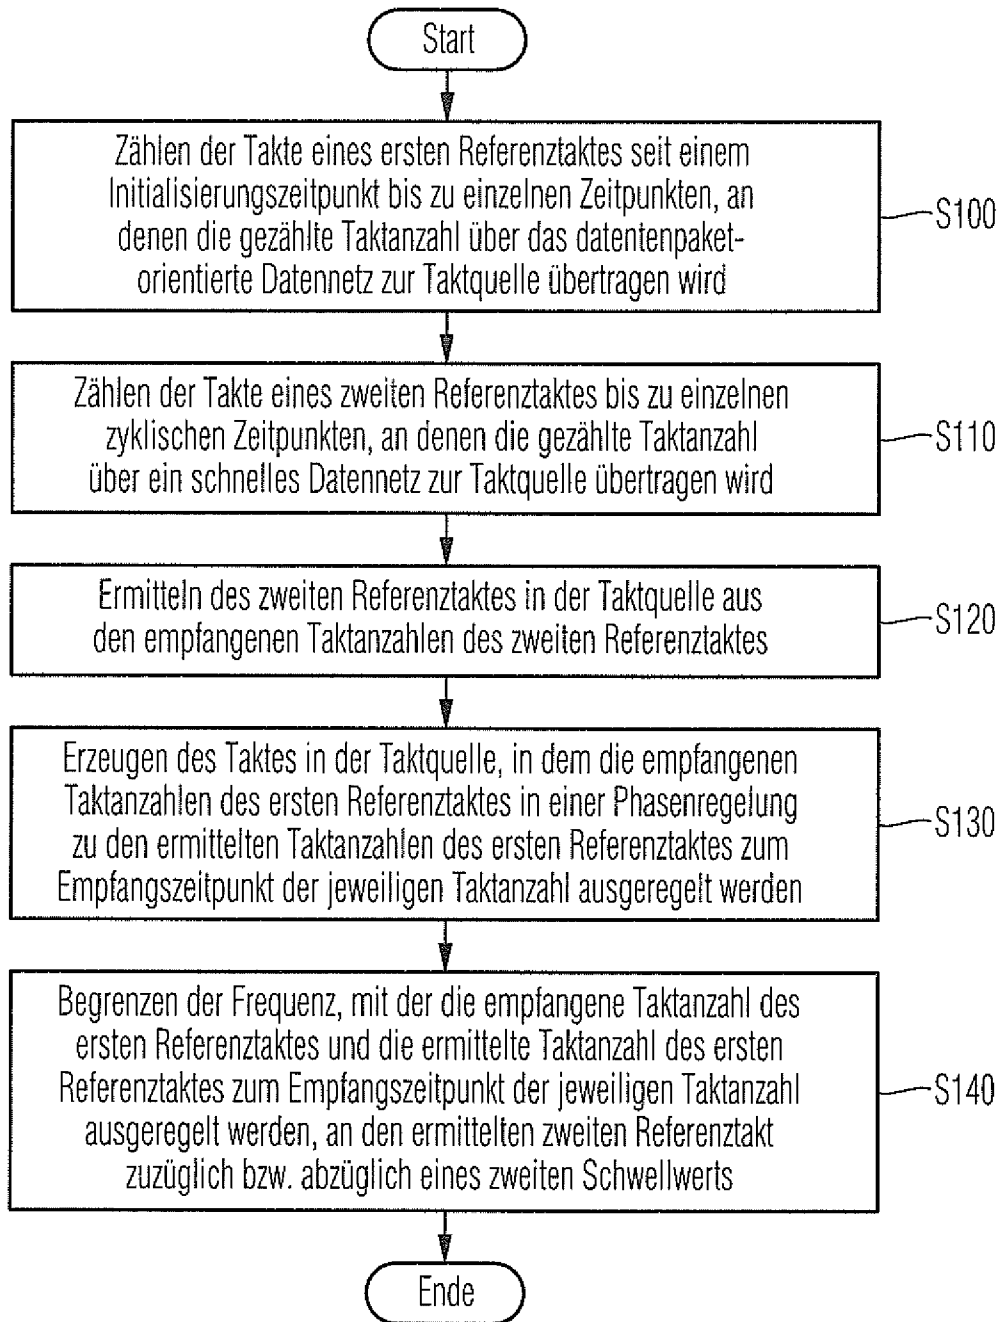 Start
Zählen der Takte eines ersten Referenztaktes seit einem
Initialisierungszeitpunkt bis zu einzelnen Zeitpunkten, an
denen die gezählte Taktanzahl über das datentenpaket-
orientierte Datennetz zur Taktquelle übertragen wird
S100
Zählen der Takte eines zweiten Referenztaktes bis zu einzelnen
zyklischen Zeitpunkten, an denen die gezählte Taktanzahl
über ein schnelles Datennetz zur Taktquelle übertragen wird
S110
Ermitteln des zweiten Referenztaktes in der Taktquelle aus
den empfangenen Taktanzahlen des zweiten Referenztaktes
S120
Erzeugen des Taktes in der Taktquelle, in dem die empfangenen
Taktanzahlen des ersten Referenztaktes in einer Phasenregelung
zu den ermittelten Taktanzahlen des ersten Referenztaktes zum
Empfangszeitpunkt der jeweiligen Taktanzahl ausgeregelt werden
S130
Begrenzen der Frequenz, mit der die empfangene Taktanzahl des
ersten Referenztaktes und die ermittelte Taktanzahl des ersten
Referenztaktes zum Empfangszeitpunkt der jeweiligen Taktanzahl
ausgeregelt werden, an den ermittelten zweiten Referenztakt
zuzüglich bzw. abzüglich eines zweiten Schwellwerts
S140
Ende